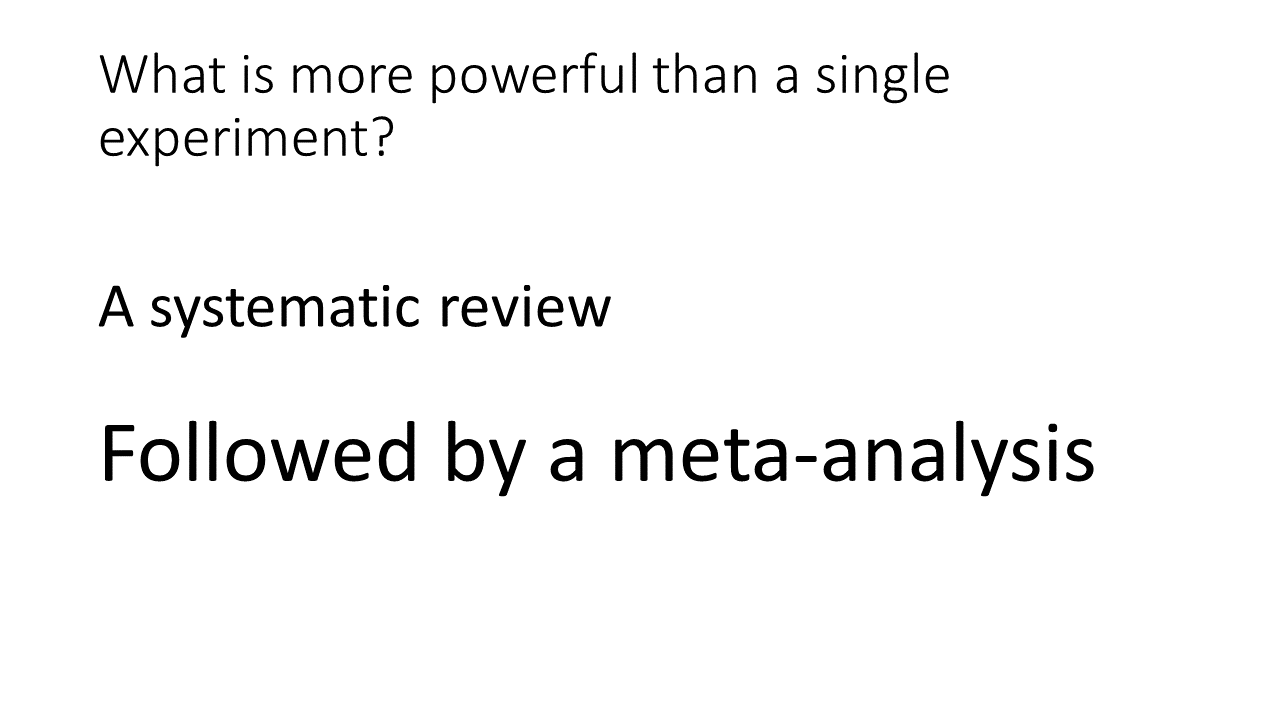 What is more powerful than a single
experiment?
A systematic review
Followed by a meta-analysis